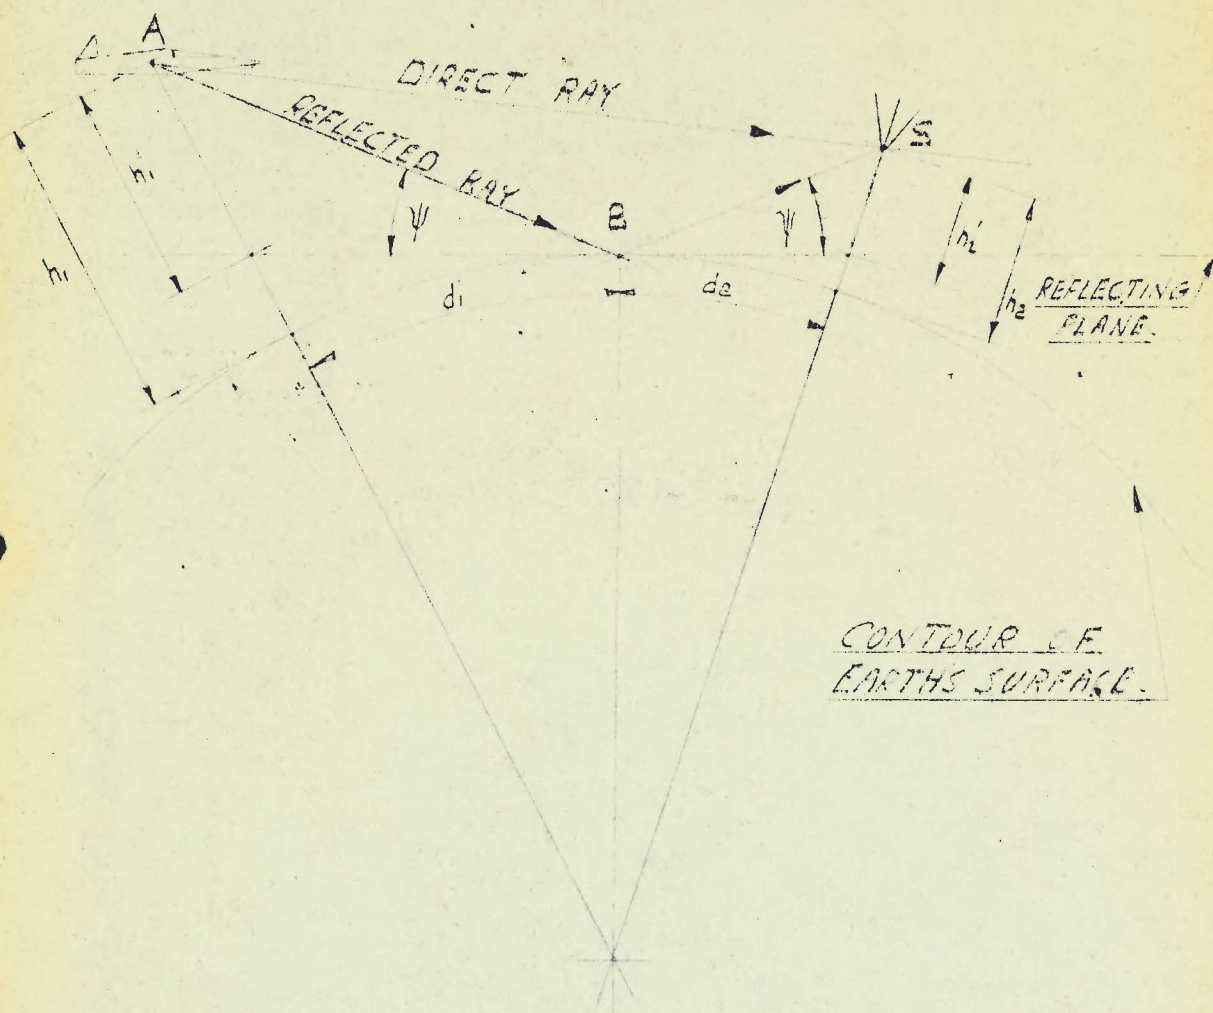 A
DIRECT RAY
REFLECTED RAY
S
h₁'
h₁
ψ
B
ψ
h₂'
h₂
d₁
d₂
REFLECTING
PLANE.
CONTOUR OF
EARTHS SURFACE.